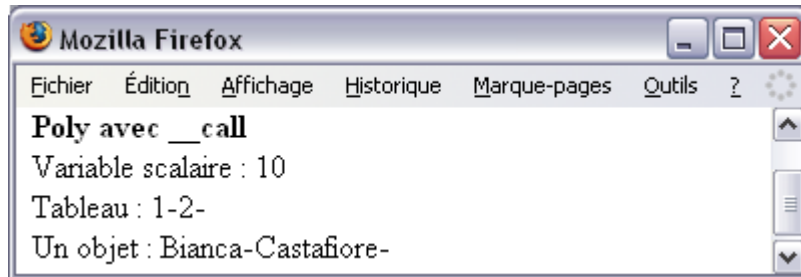 Mozilla Firefox
Fichier Édition Affichage Historique Marque-pages Outils ?
Poly avec __call
Variable scalaire : 10
Tableau : 1-2-
Un objet : Bianca-Castafiore-